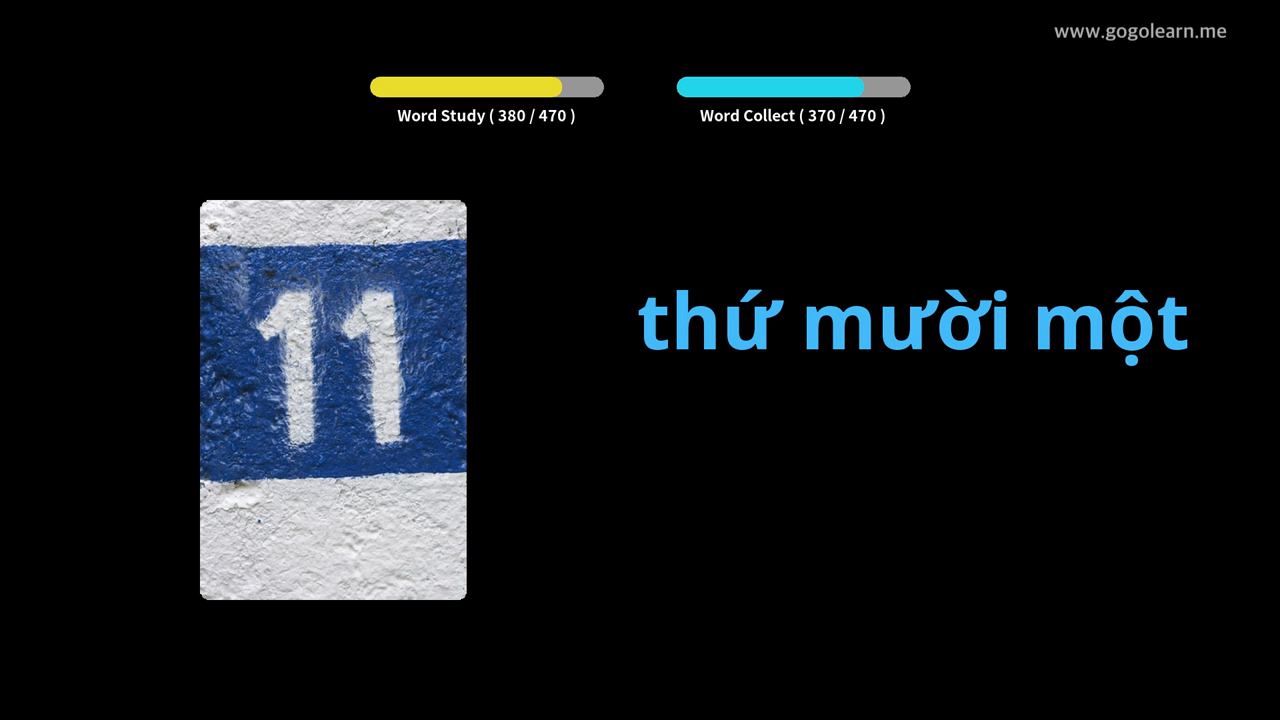 www.gogolearn.me
Word Study ( 380 / 470 )
Word Collect ( 370 / 470 )
11
thứ mười một